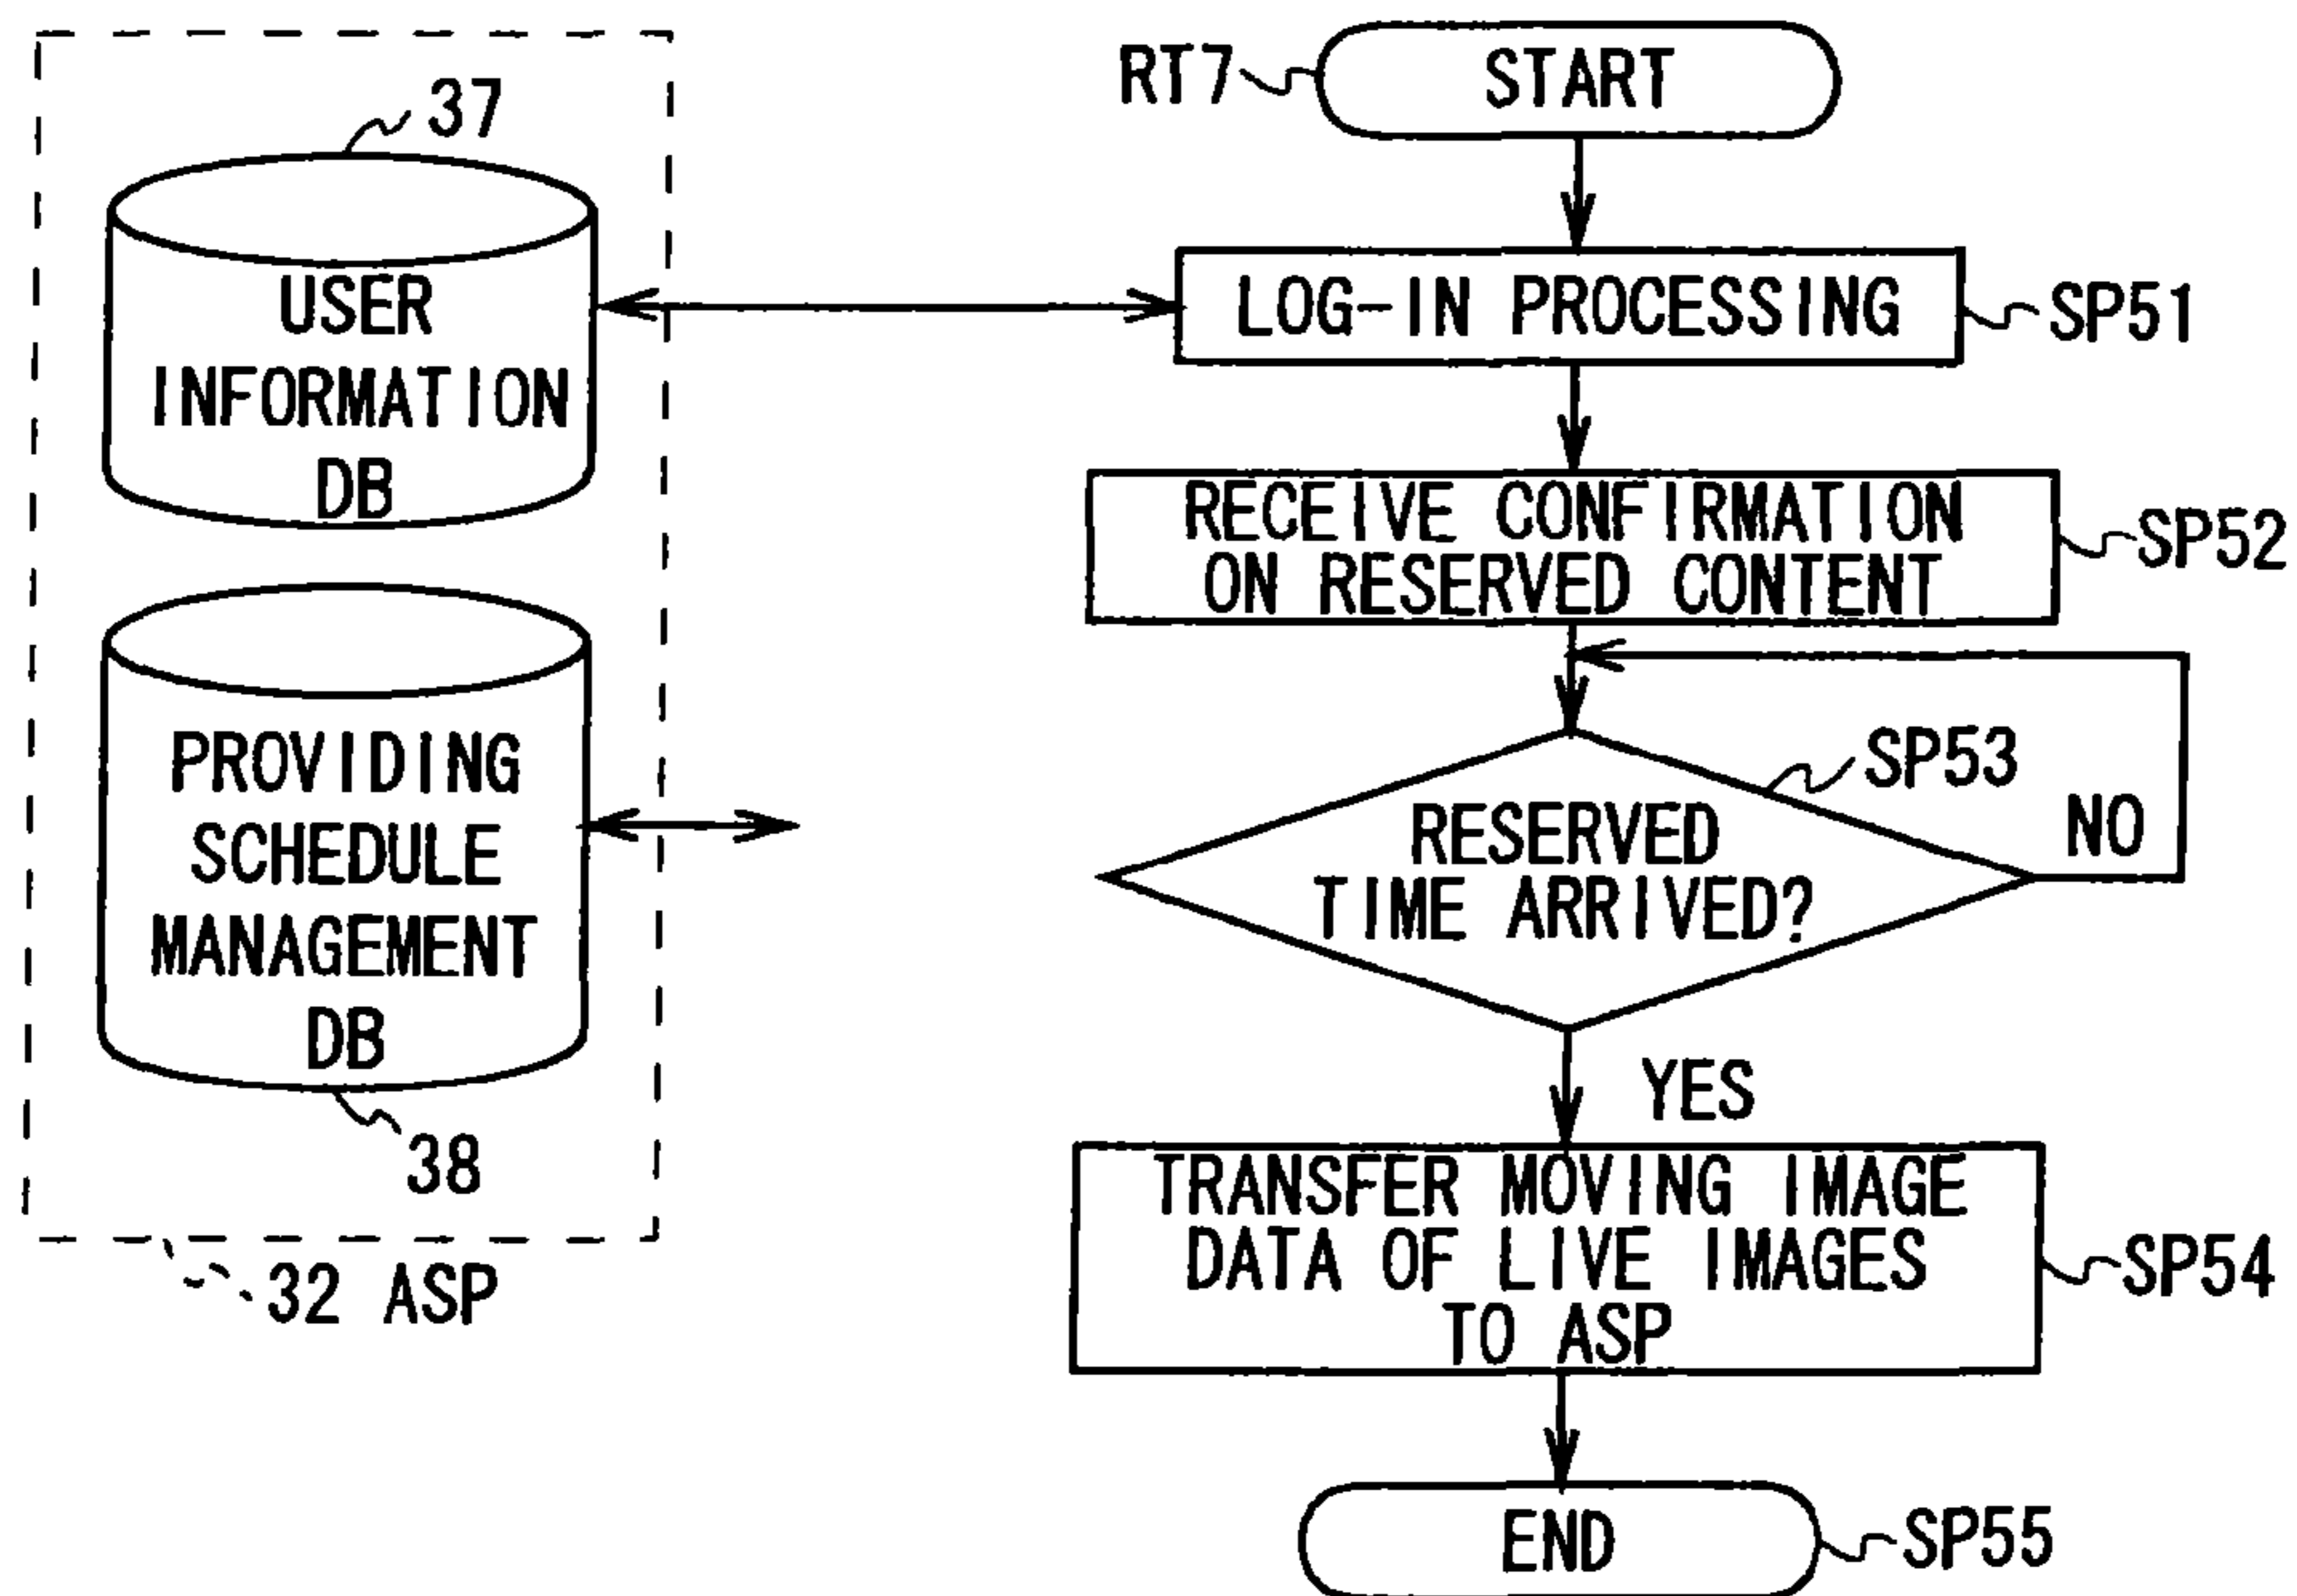 37
USER
INFORMATION
DB
PROVIDING
SCHEDULE
MANAGEMENT
DB
38
32 ASP
RT7
START
LOG-IN PROCESSING
SP51
RECEIVE CONFIRMATION
ON RESERVED CONTENT
SP52
SP53
RESERVED
TIME ARRIVED?
NO
YES
TRANSFER MOVING IMAGE
DATA OF LIVE IMAGES
TO ASP
SP54
END
SP55